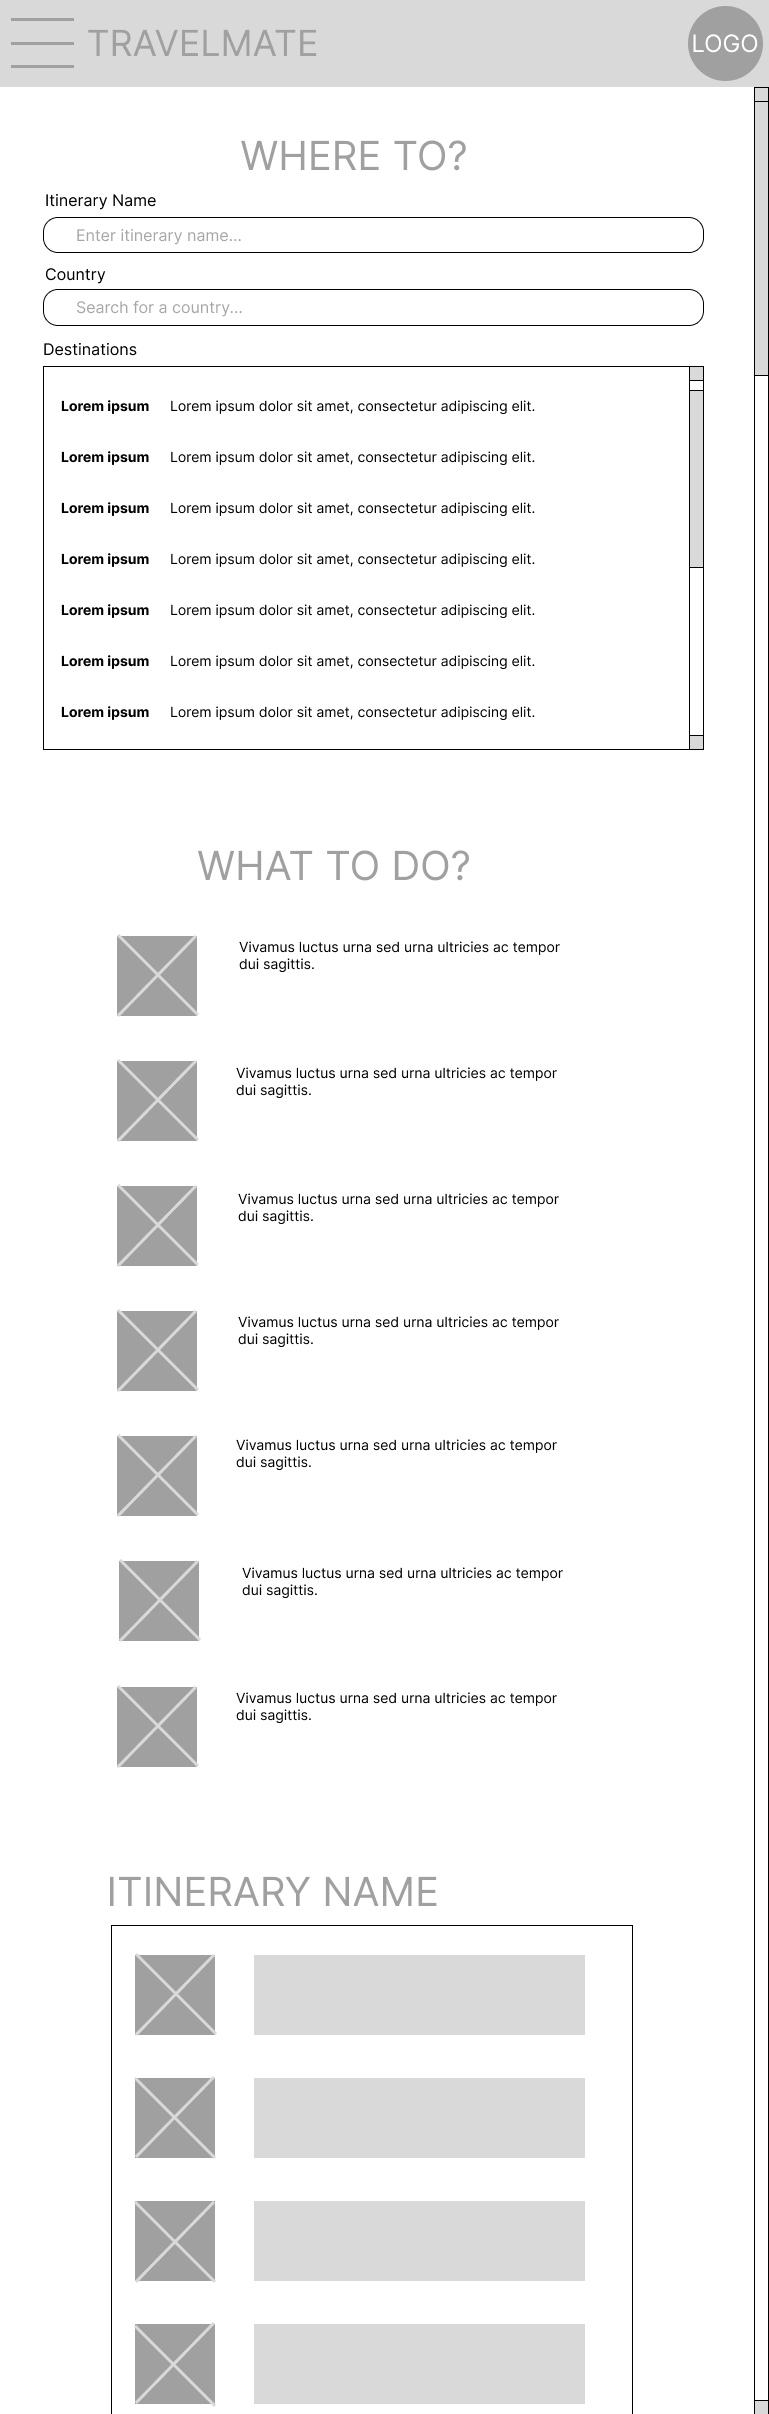 TRAVELMATE
LOGO
WHERE TO?
Itinerary Name
Enter itinerary name...
Country
Search for a country...
Destinations
Lorem ipsum Lorem ipsum dolor sit amet, consectetur adipiscing elit.
Lorem ipsum Lorem ipsum dolor sit amet, consectetur adipiscing elit.
Lorem ipsum Lorem ipsum dolor sit amet, consectetur adipiscing elit.
Lorem ipsum Lorem ipsum dolor sit amet, consectetur adipiscing elit.
Lorem ipsum Lorem ipsum dolor sit amet, consectetur adipiscing elit.
Lorem ipsum Lorem ipsum dolor sit amet, consectetur adipiscing elit.
Lorem ipsum Lorem ipsum dolor sit amet, consectetur adipiscing elit.
WHAT TO DO?
Vivamus luctus urna sed urna ultricies ac tempor
dui sagittis.
Vivamus luctus urna sed urna ultricies ac tempor
dui sagittis.
Vivamus luctus urna sed urna ultricies ac tempor
dui sagittis.
Vivamus luctus urna sed urna ultricies ac tempor
dui sagittis.
Vivamus luctus urna sed urna ultricies ac tempor
dui sagittis.
Vivamus luctus urna sed urna ultricies ac tempor
dui sagittis.
Vivamus luctus urna sed urna ultricies ac tempor
dui sagittis.
ITINERARY NAME